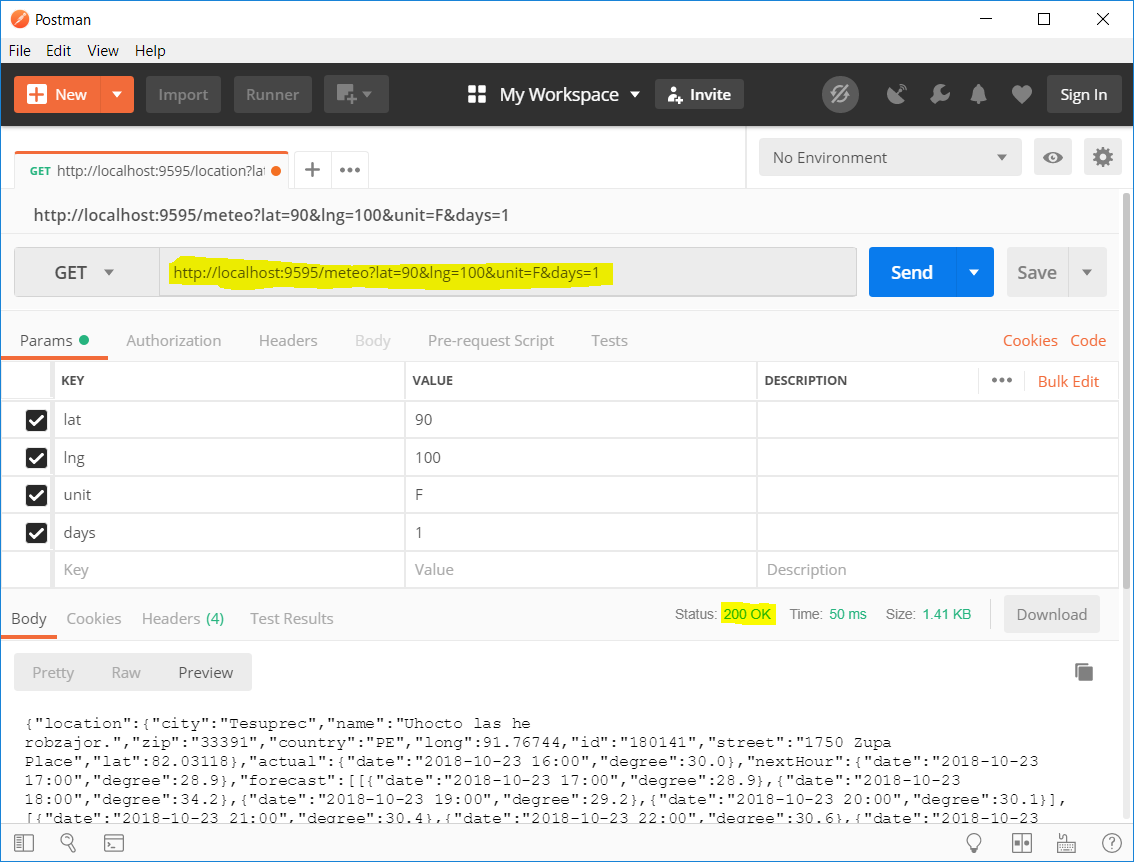 Postman
File Edit View Help
New Import Runner My Workspace Invite Sign In
GET http://localhost:9595/location?lat
No Environment
http://localhost:9595/meteo?lat=90&lng=100&unit=F&days=1
GET http://localhost:9595/meteo?lat=90&lng=100&unit=F&days=1 Send Save
Params Authorization Headers Body Pre-request Script Tests Cookies Code
KEY VALUE DESCRIPTION Bulk Edit
lat 90
lng 100
unit F
days 1
Key Value Description
Body Cookies Headers (4) Test Results Status: 200 OK Time: 50 ms Size: 1.41 KB Download
Pretty Raw Preview
{"location":{"city":"Tesuprec","name":"Uhocto las he
robzajor.","zip":"33391","country":"PE","long":91.76744,"id":"180141","street":"1750 Zupa
Place","lat":82.03118},"actual":{"date":"2018-10-23 16:00","degree":30.0},"nextHour":{"date":"2018-10-23
17:00","degree":28.9},"forecast":[[{"date":"2018-10-23 17:00","degree":28.9},{"date":"2018-10-23
18:00","degree":34.2},{"date":"2018-10-23 19:00","degree":29.2},{"date":"2018-10-23 20:00","degree":30.1}],
[{"date":"2018-10-23 21:00","degree":30.4},{"date":"2018-10-23 22:00","degree":30.6},{"date":"2018-10-23